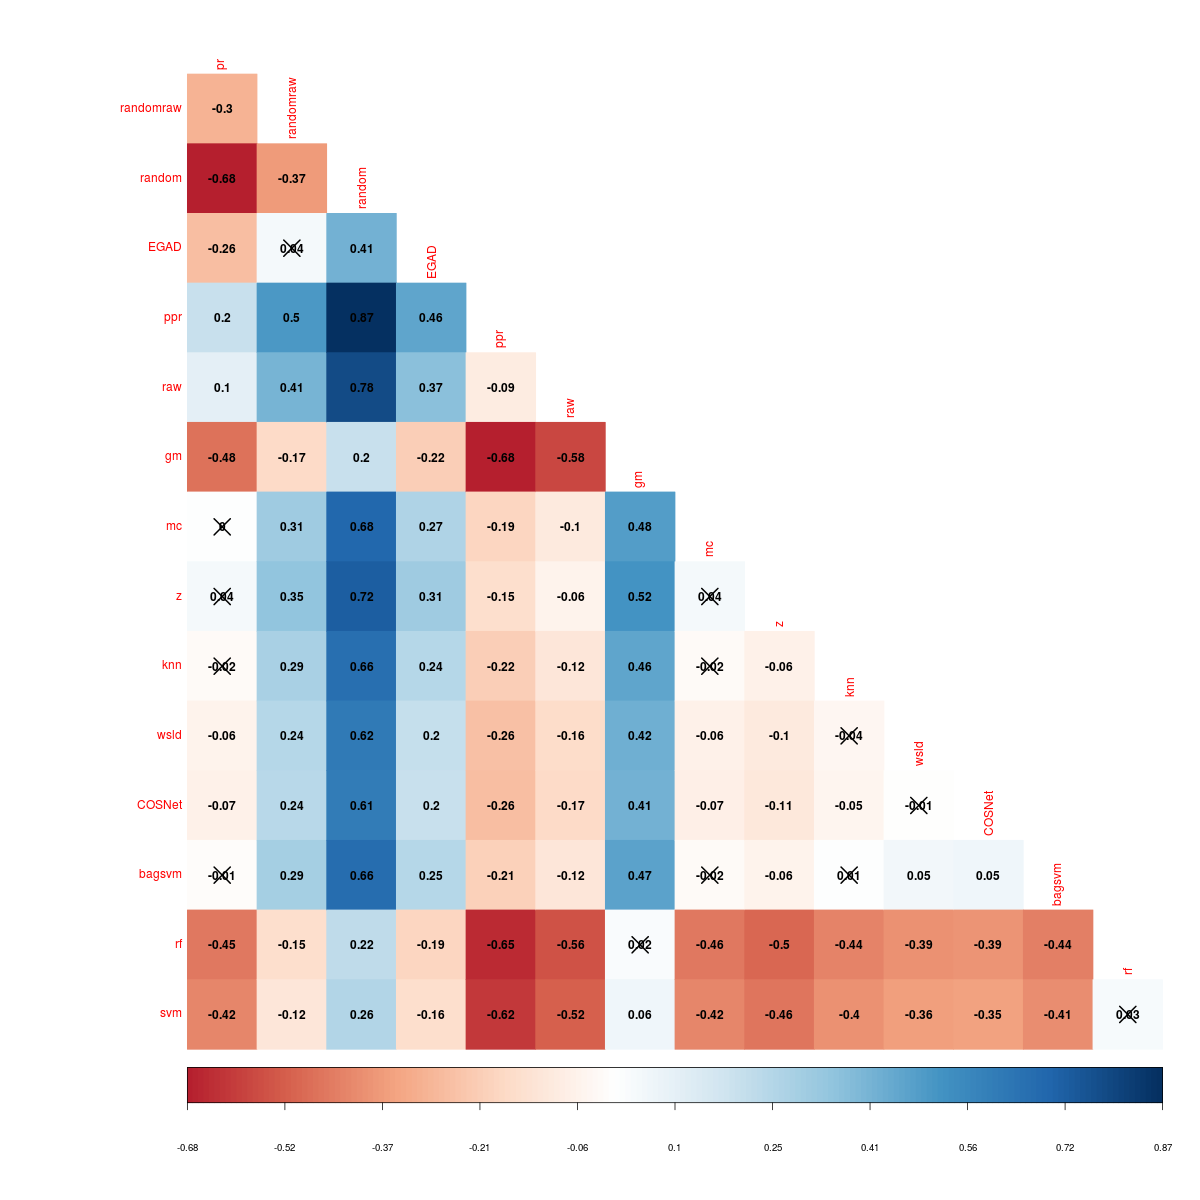 pr
randomraw -0.3 randomraw
random -0.68 -0.37 random
EGAD -0.26 0.04 0.41 EGAD
ppr 0.2 0.5 0.87 0.46 ppr
raw 0.1 0.41 0.78 0.37 -0.09 raw
gm -0.48 -0.17 0.2 -0.22 -0.68 -0.58 gm
mc 0 0.31 0.68 0.27 -0.19 -0.1 0.48 mc
z 0.04 0.35 0.72 0.31 -0.15 -0.06 0.52 0.04 z
knn -0.02 0.29 0.66 0.24 -0.22 -0.12 0.46 -0.02 -0.06 knn
wsld -0.06 0.24 0.62 0.2 -0.26 -0.16 0.42 -0.06 -0.1 -0.04 wsld
COSNet -0.07 0.24 0.61 0.2 -0.26 -0.17 0.41 -0.07 -0.11 -0.05 -0.01 COSNet
bagsvm -0.01 0.29 0.66 0.25 -0.21 -0.12 0.47 -0.02 -0.06 0.01 0.05 0.05 bagsvm
rf -0.45 -0.15 0.22 -0.19 -0.65 -0.56 0.02 -0.46 -0.5 -0.44 -0.39 -0.39 -0.44 rf
svm -0.42 -0.12 0.26 -0.16 -0.62 -0.52 0.06 -0.42 -0.46 -0.4 -0.36 -0.35 -0.41 0.03
-0.68 -0.52 -0.37 -0.21 -0.06 0.1 0.25 0.41 0.56 0.72 0.87